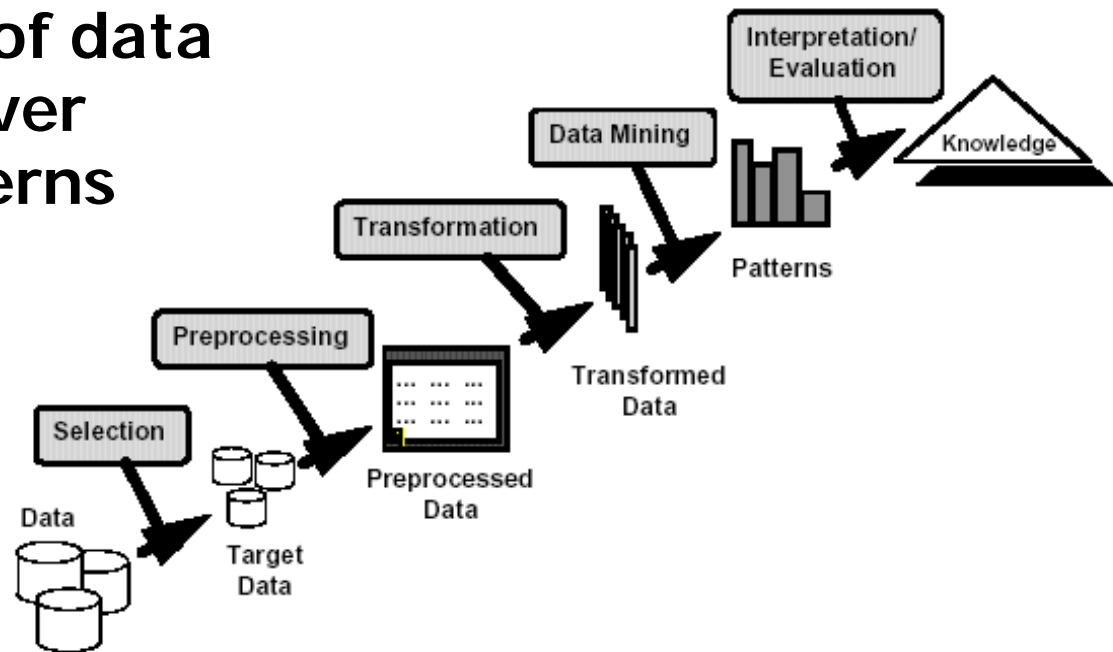 of data
ver
erns
Interpretation/
Evaluation
Knowledge
Data Mining
Patterns
Transformation
Transformed
Data
Preprocessing
... ... ...
... ... ...
... ... ...
Preprocessed
Data
Selection
Target
Data
Data